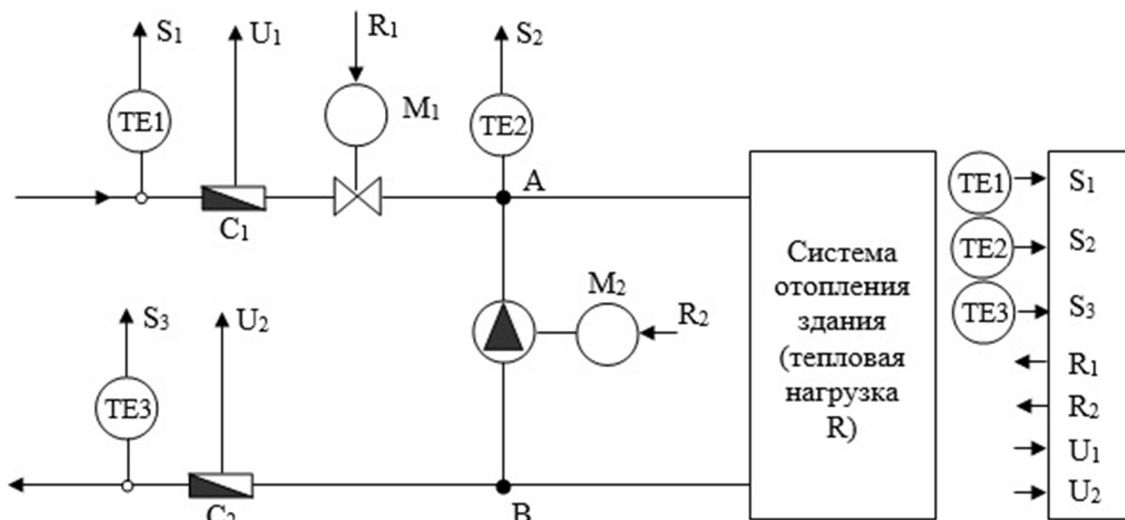 S₁
U₁
R₁
S₂
TE1
M₁
TE2
A
C₁
Система
отопления
здания
(тепловая
нагрузка
R)
S₃
U₂
M₂
R₂
TE3
C₂
B
TE1
S₁
TE2
S₂
TE3
S₃
R₁
R₂
U₁
U₂